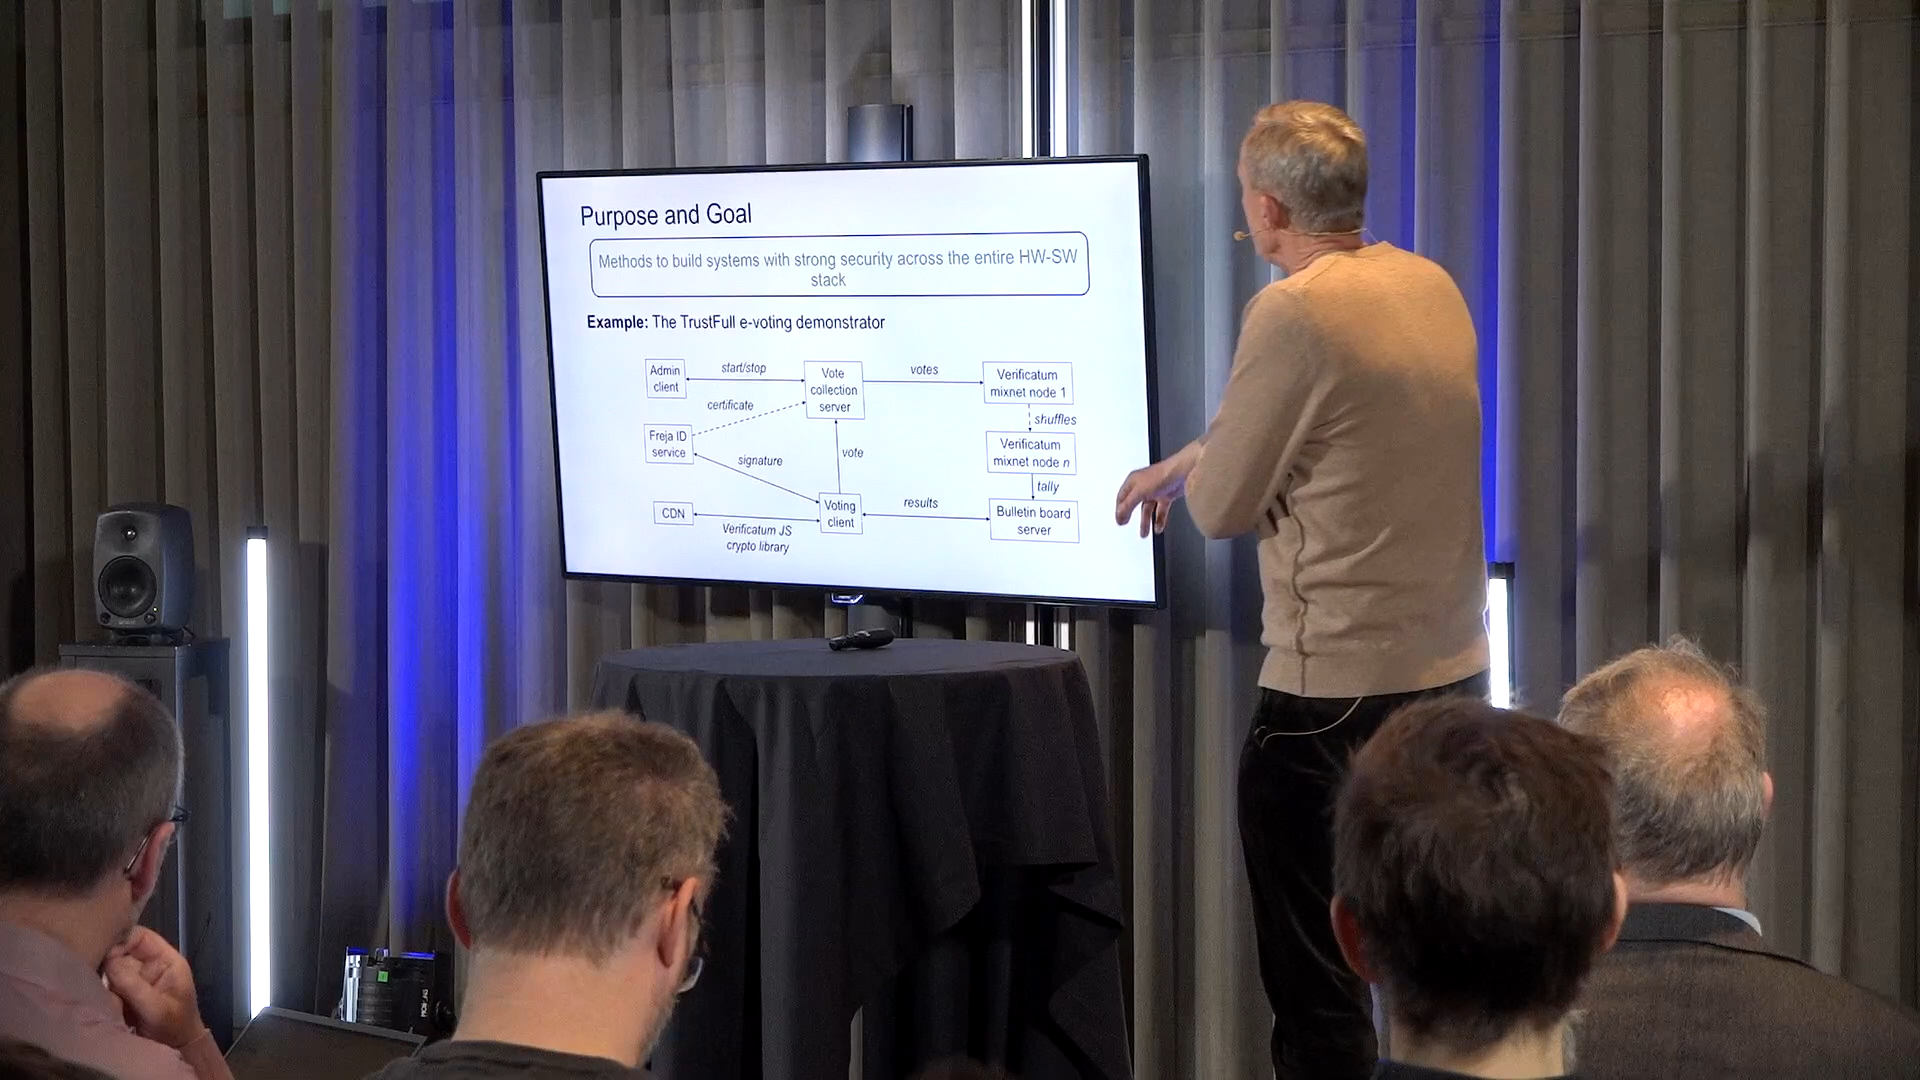 Purpose and Goal
Methods to build systems with strong security across the entire HW-SW
stack
Example: The TrustFull e-voting demonstrator
Admin
client
start/stop
Vote
collection
server
votes
Verificatum
mixnet node 1
certificate
shuffles
Freja ID
service
signature
vote
Verificatum
mixnet node n
tally
CDN
Verificatum JS
crypto library
Voting
client
results
Bulletin board
server